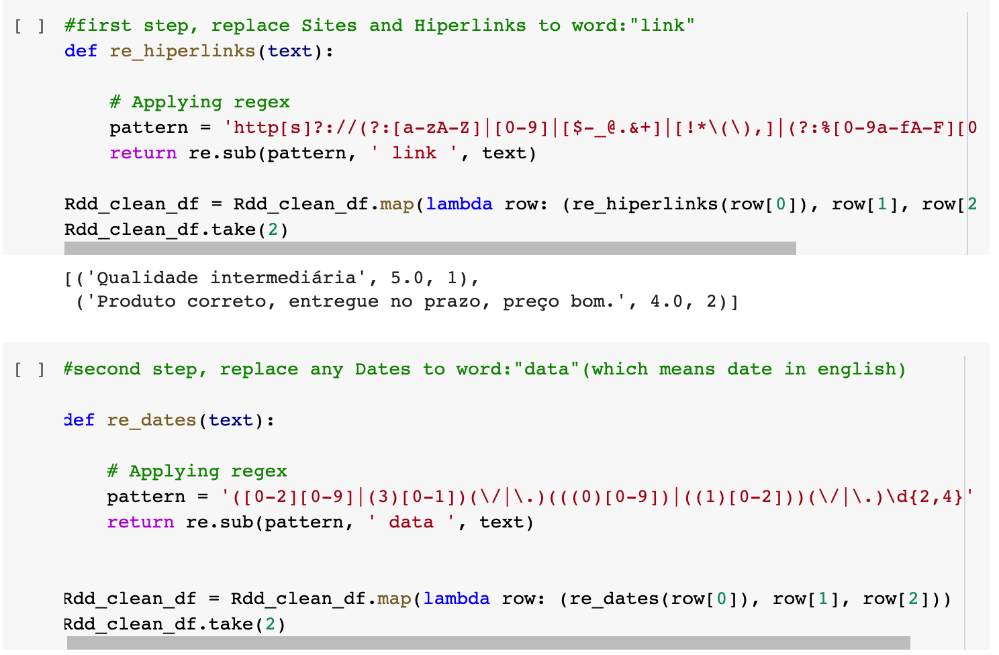 [ ] #first step, replace Sites and Hiperlinks to word:"link"
def re_hiperlinks(text):
# Applying regex
pattern = 'http[s]?://(?:[a-zA-Z]|[0-9]|[$-_@.&+]|[!*\(\),]|(?:%[0-9a-fA-F][0
return re.sub(pattern, ' link ', text)
Rdd_clean_df = Rdd_clean_df.map(lambda row: (re_hiperlinks(row[0]), row[1], row[2
Rdd_clean_df.take(2)
[('Qualidade intermediária', 5.0, 1),
('Produto correto, entregue no prazo, preço bom.', 4.0, 2)]
[ ] #second step, replace any Dates to word:"data"(which means date in english)
def re_dates(text):
# Applying regex
pattern = '([0-2][0-9]|(3)[0-1])(\/|\.)(((0)[0-9])|((1)[0-2]))(\/|\.)\d{2,4}'
return re.sub(pattern, ' data ', text)
Rdd_clean_df = Rdd_clean_df.map(lambda row: (re_dates(row[0]), row[1], row[2]))
Rdd_clean_df.take(2)